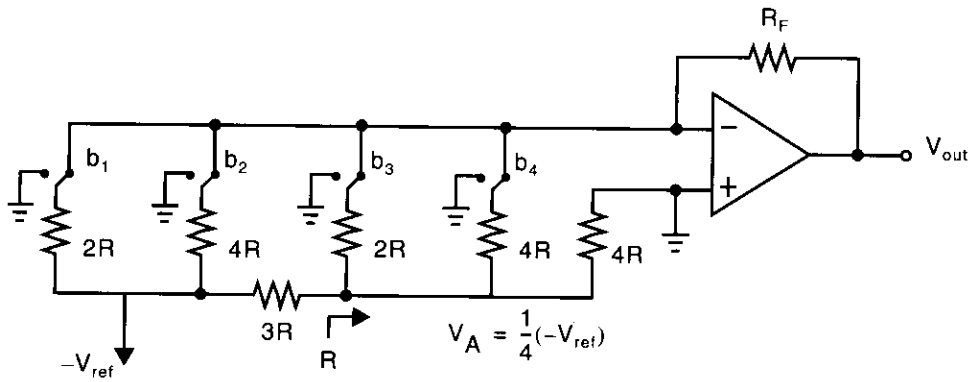 R_F
b_1
b_2
b_3
b_4
−
+
V_out
2R
4R
2R
4R
4R
3R
R
V_A = 1/4(−V_ref)
−V_ref